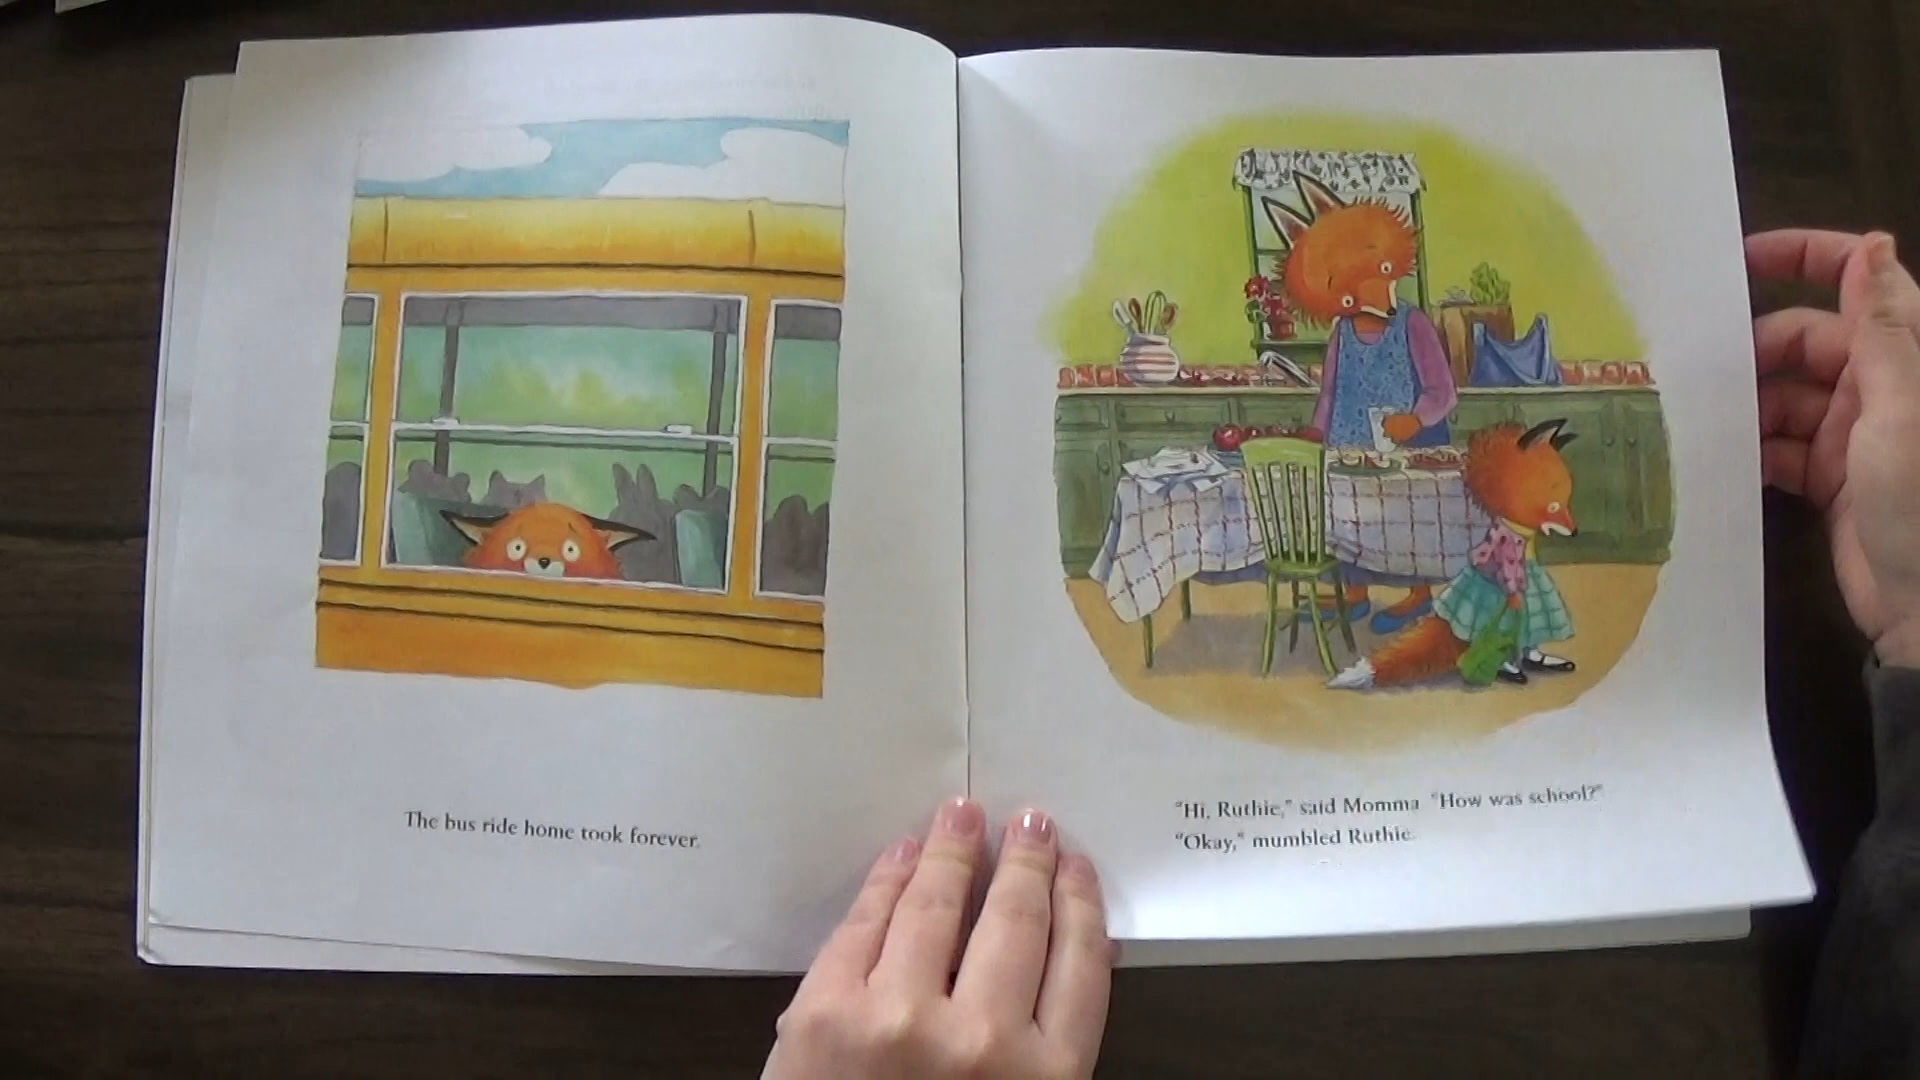 The bus ride home took forever.
"Hi, Ruthie," said Momma "How was school?"
"Okay," mumbled Ruthie.